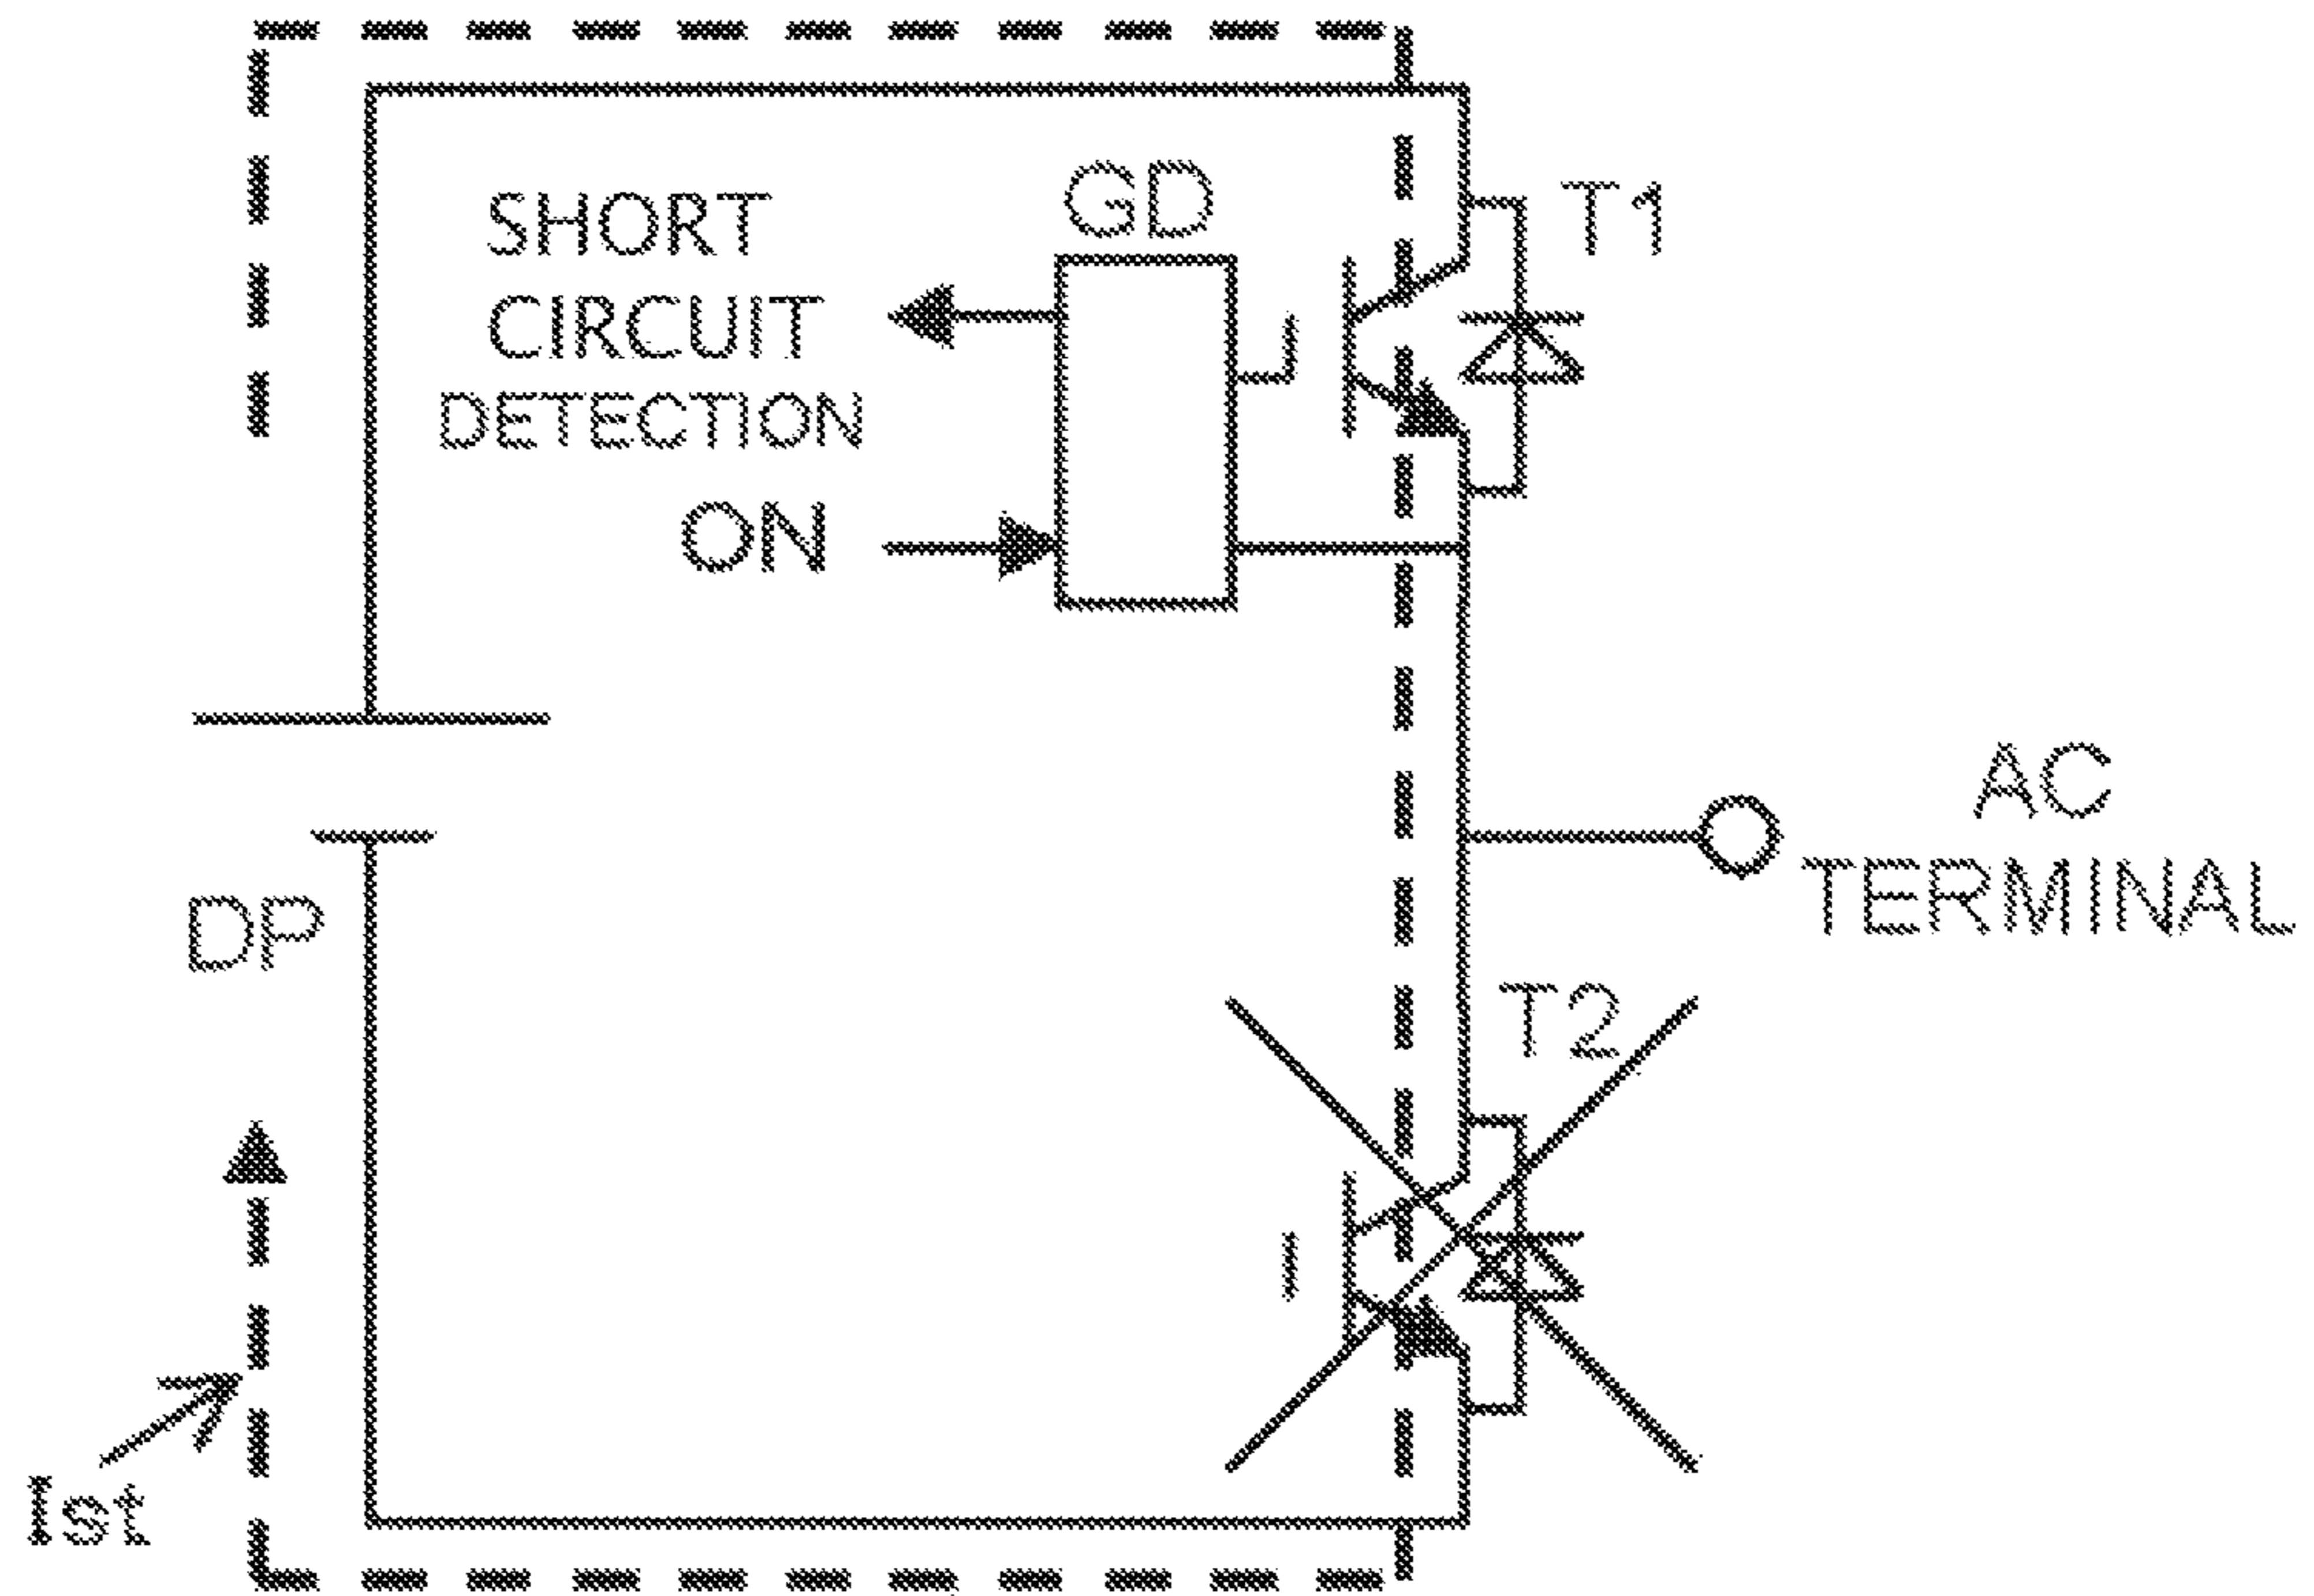 GD
T1
SHORT
CIRCUIT
DETECTION
ON
AC
TERMINAL
DP
T2
Ist